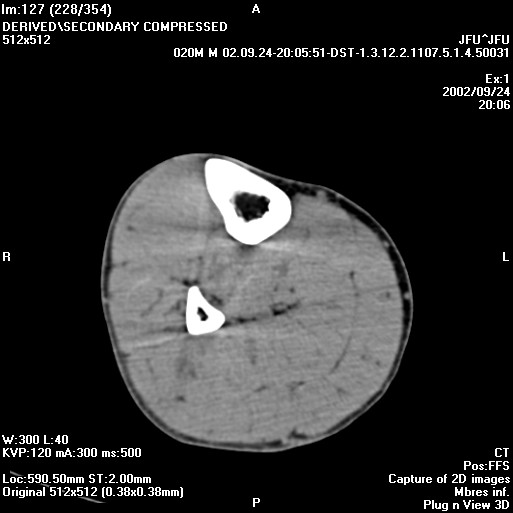 Im:127 (228/354)
A
DERIVED\SECONDARY COMPRESSED
512x512
JFU^JFU
020M M 02.09.24-20:05:51-DST-1.3.12.2.1107.5.1.4.50031
Ex:1
2002/09/24
20:06
R
L
W:300 L:40
KVP:120 mA:300 ms:500
CT
Pos:FFS
Loc:590.50mm ST:2.00mm
Capture of 2D images
Original 512x512 (0.38x0.38mm)
Mbres inf.
P
Plug n View 3D